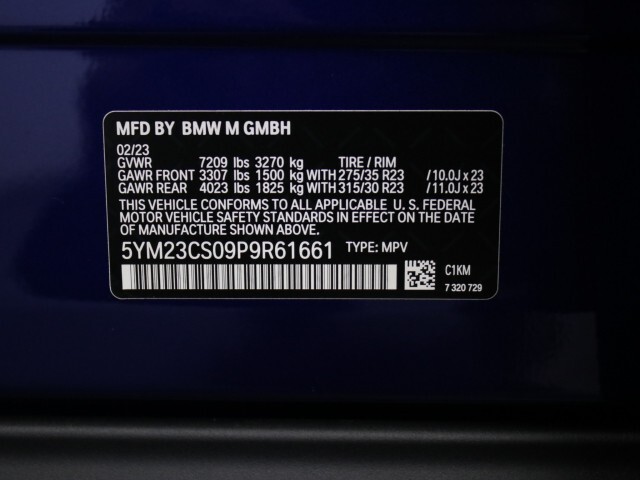 MFD BY BMW M GMBH
02/23
GVWR 7209 lbs 3270 kg TIRE / RIM
GAWR FRONT 3307 lbs 1500 kg WITH 275/35 R23 / 10.0J x 23
GAWR REAR 4023 lbs 1825 kg WITH 315/30 R23 / 11.0J x 23
THIS VEHICLE CONFORMS TO ALL APPLICABLE U. S. FEDERAL
MOTOR VEHICLE SAFETY STANDARDS IN EFFECT ON THE DATE OF
MANUFACTURE SHOWN ABOVE.
5YM23CS09P9R61661 TYPE: MPV
C1KM
7 320 729